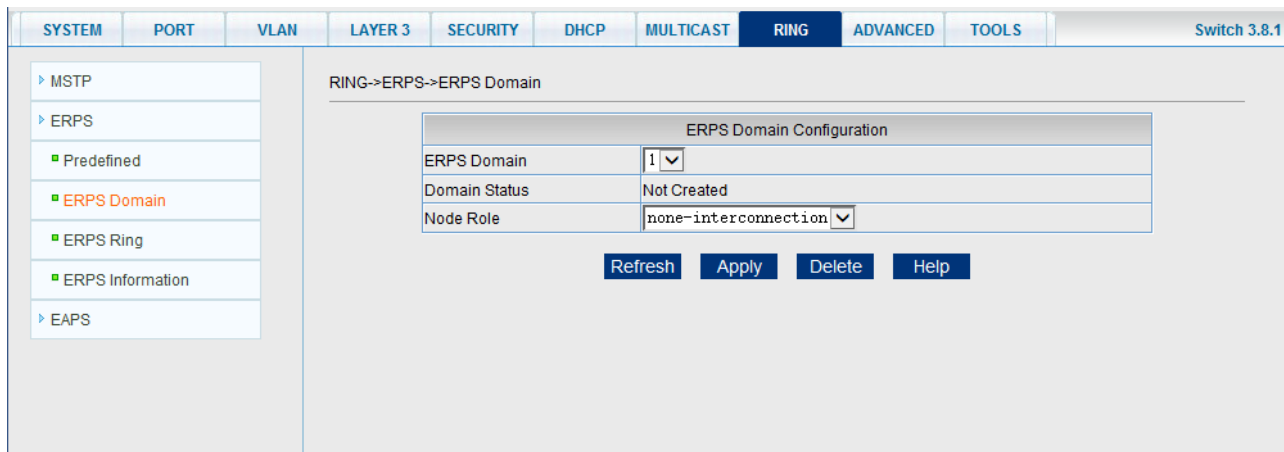 SYSTEM PORT VLAN LAYER 3 SECURITY DHCP MULTICAST RING ADVANCED TOOLS Switch 3.8.1
MSTP
ERPS
Predefined
ERPS Domain
ERPS Ring
ERPS Information
EAPS
RING->ERPS->ERPS Domain
ERPS Domain Configuration
ERPS Domain 1
Domain Status Not Created
Node Role none-interconnection
Refresh Apply Delete Help